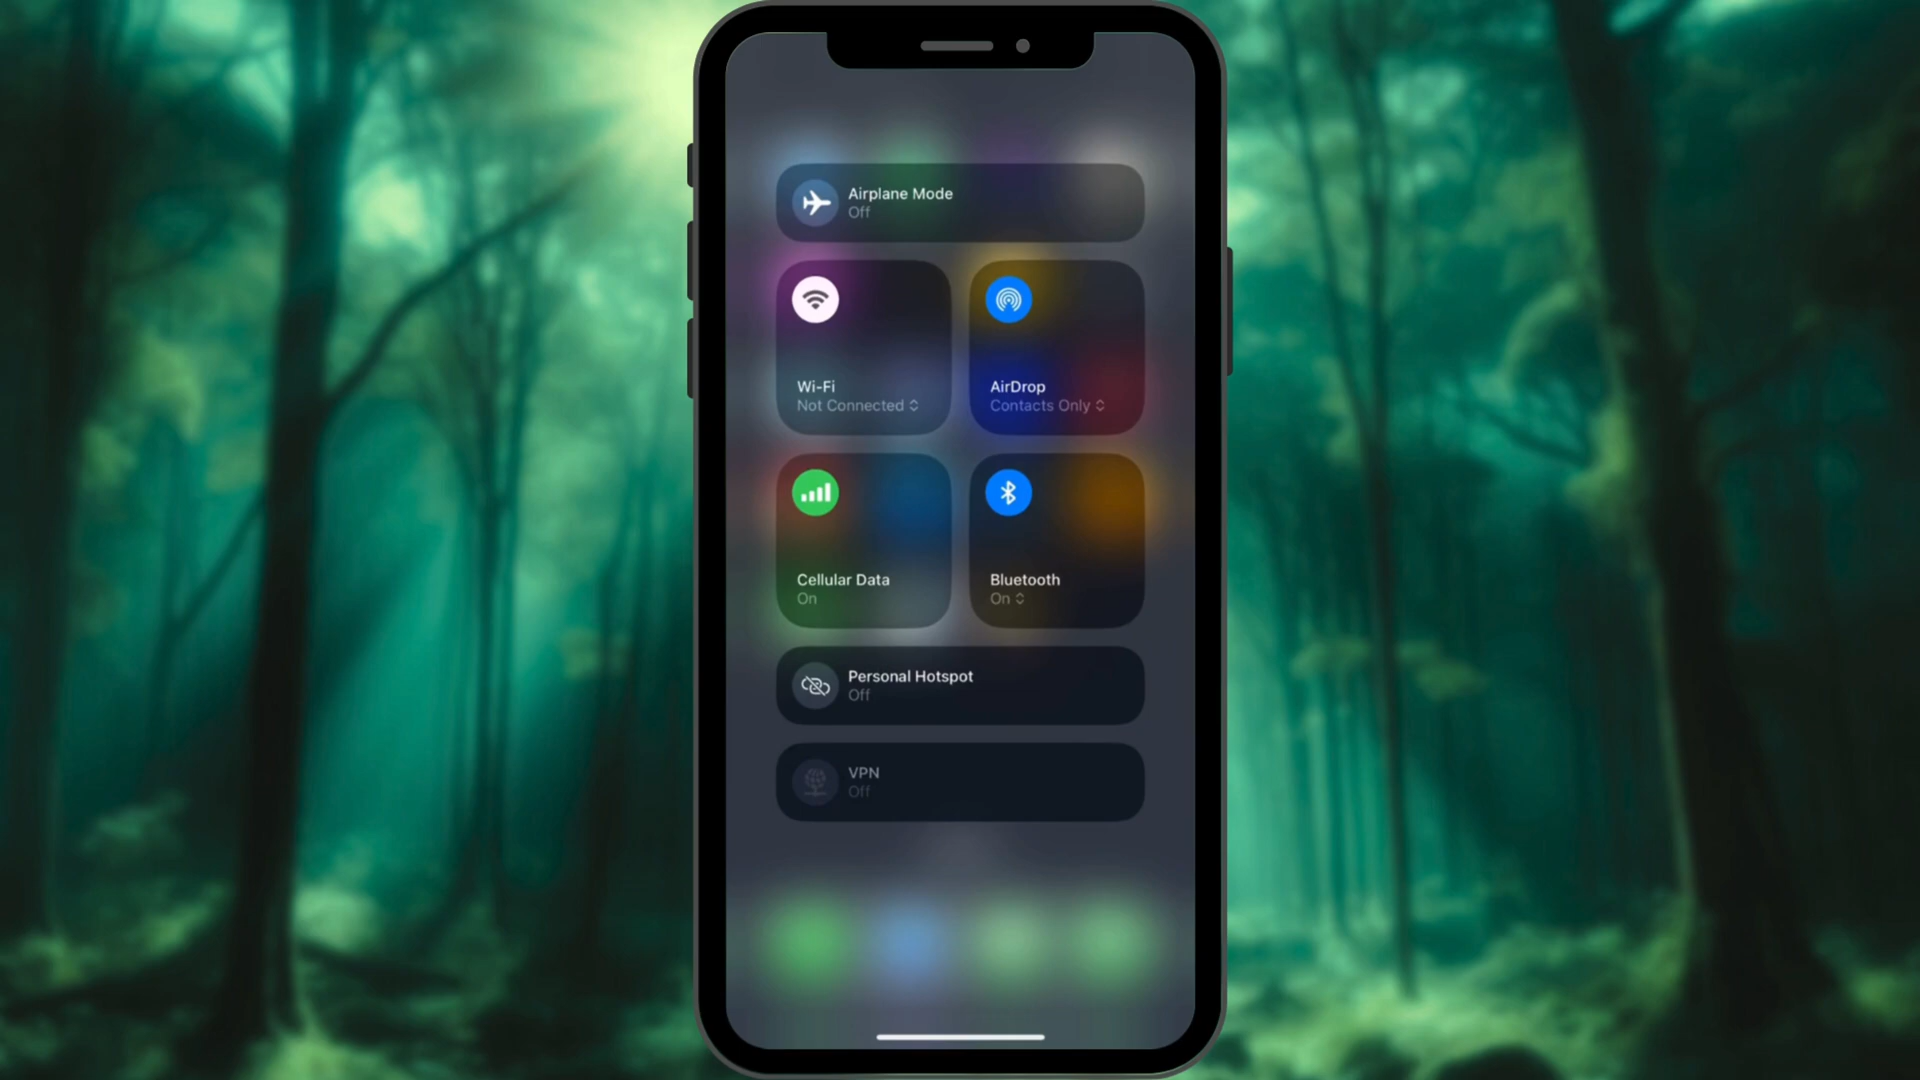 Airplane Mode
Off
Wi-Fi
Not Connected
AirDrop
Contacts Only
Cellular Data
On
Bluetooth
On
Personal Hotspot
Off
VPN
Off